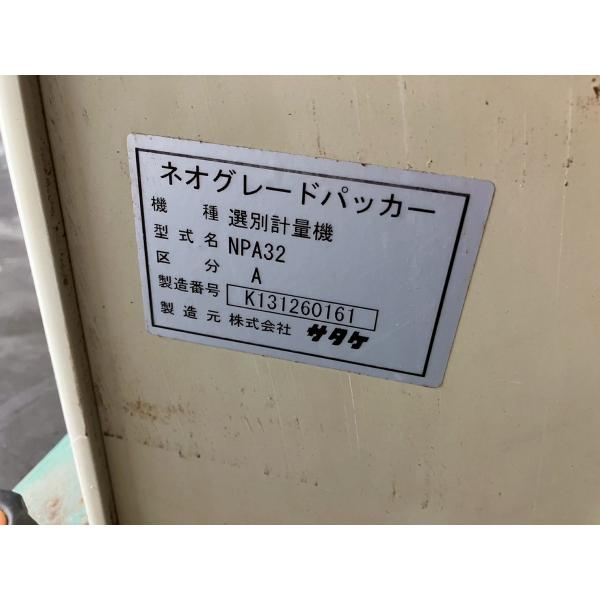 ネオグレードパッカー
機種 選別計量機
型式名 NPA32
区分 A
製造番号 K131260161
製造元 株式会社 サタケ